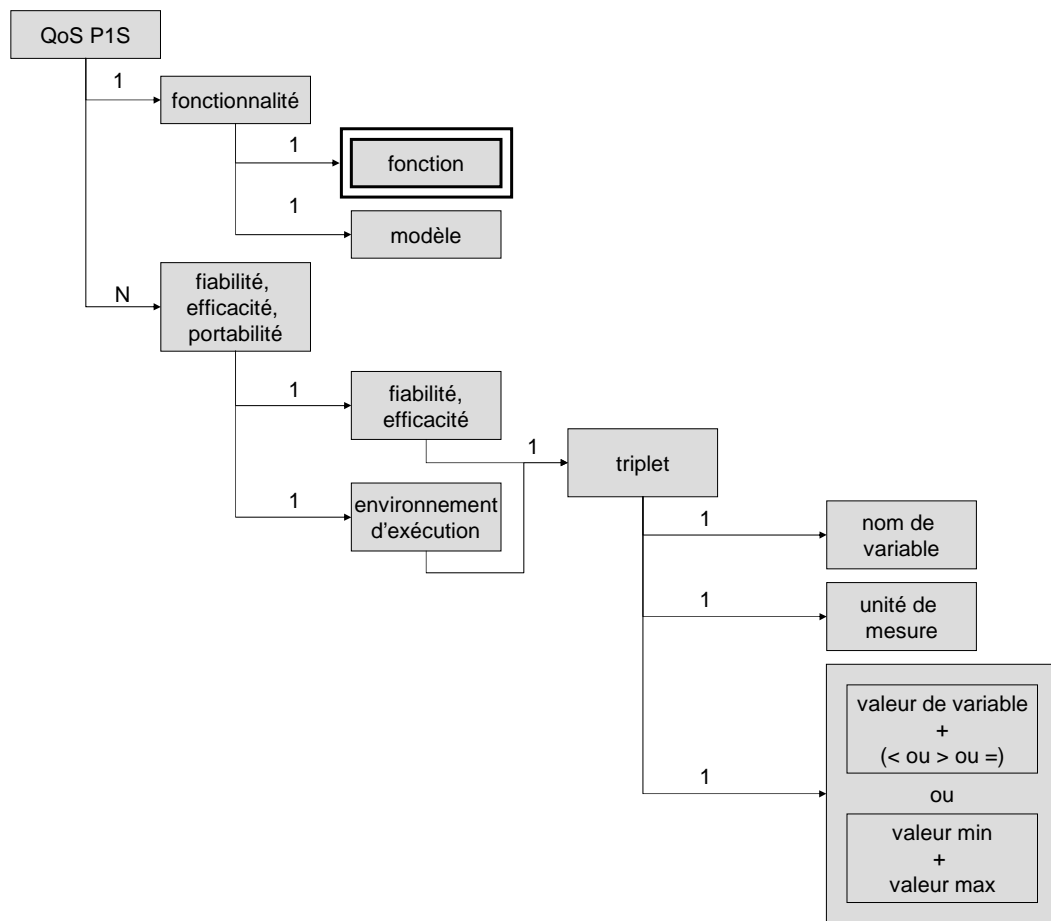 QoS P1S
1
fonctionnalité
1
fonction
1
modèle
N
fiabilité,
efficacité,
portabilité
1
fiabilité,
efficacité
1
triplet
1
environnement
d'exécution
1
nom de
variable
1
unité de
mesure
valeur de variable
+
(< ou > ou =)
1
ou
valeur min
+
valeur max